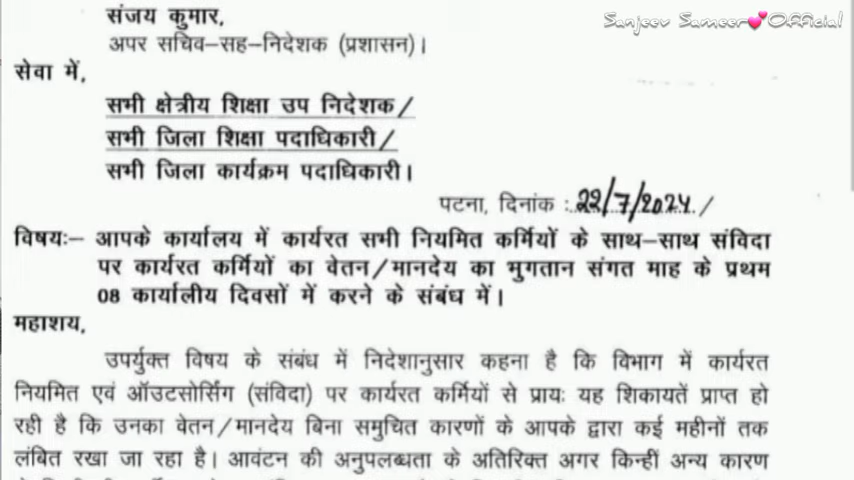 Sanjeev Sameer💕Official
संजय कुमार,
अपर सचिव-सह-निदेशक (प्रशासन)।
सेवा में,
सभी क्षेत्रीय शिक्षा उप निदेशक/
सभी जिला शिक्षा पदाधिकारी/
सभी जिला कार्यक्रम पदाधिकारी।
पटना, दिनांक :..22/7/2024../
विषयः- आपके कार्यालय में कार्यरत सभी नियमित कर्मियों के साथ-साथ संविदा
पर कार्यरत कर्मियों का वेतन/मानदेय का भुगतान संगत माह के प्रथम
08 कार्यालीय दिवसों में करने के संबंध में।
महाशय,
उपर्युक्त विषय के संबंध में निदेशानुसार कहना है कि विभाग में कार्यरत
नियमित एवं ऑउटसोर्सिंग (संविदा) पर कार्यरत कर्मियों से प्रायः यह शिकायतें प्राप्त हो
रही है कि उनका वेतन/मानदेय बिना समुचित कारणों के आपके द्वारा कई महीनों तक
लंबित रखा जा रहा है। आवंटन की अनुपलब्धता के अतिरिक्त अगर किन्हीं अन्य कारण